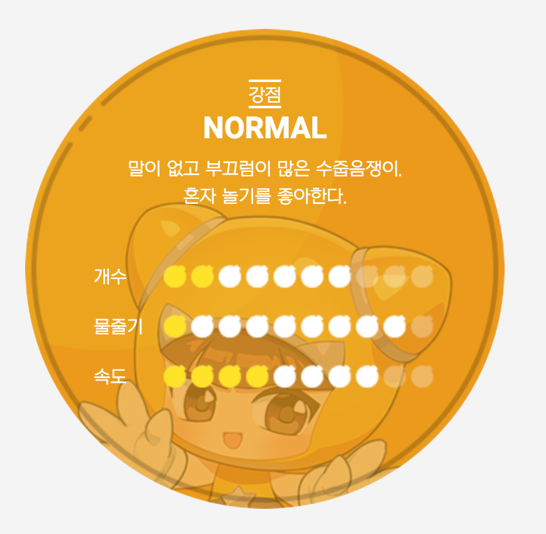 강점
NORMAL
말이 없고 부끄럼이 많은 수줍음쟁이.
혼자 놀기를 좋아한다.
개수
물줄기
속도